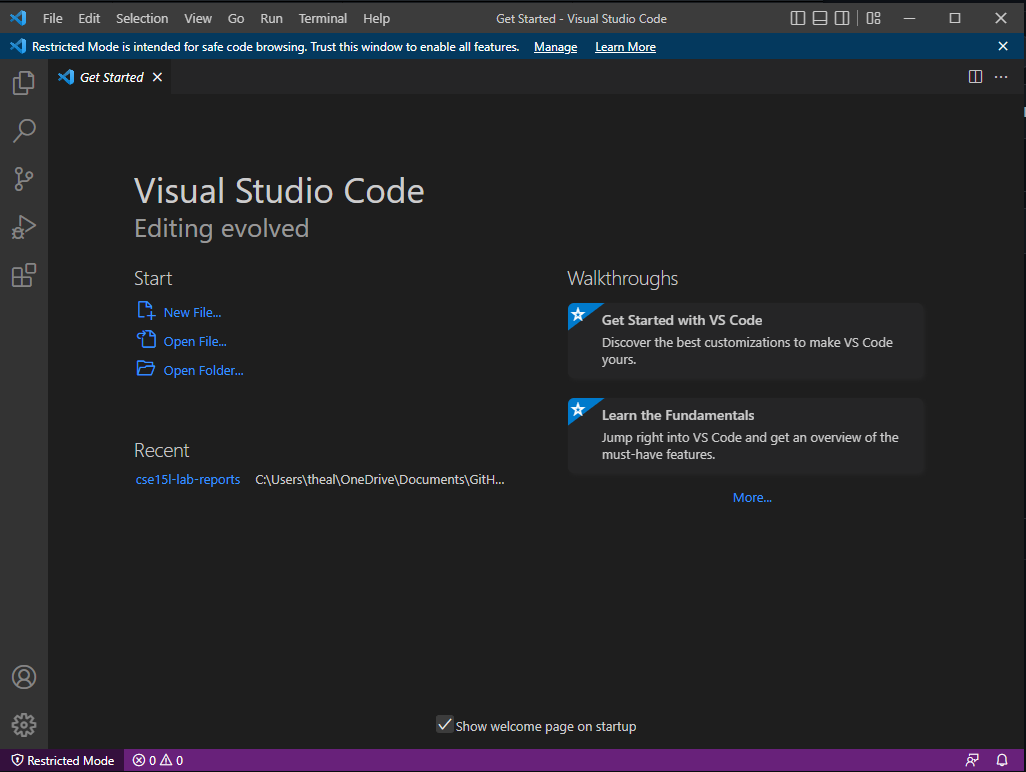 File Edit Selection View Go Run Terminal Help Get Started - Visual Studio Code
Restricted Mode is intended for safe code browsing. Trust this window to enable all features. Manage Learn More
Get Started
Visual Studio Code
Editing evolved
Start
New File...
Open File...
Open Folder...
Recent
cse15l-lab-reports C:\Users\theal\OneDrive\Documents\GitH...
Walkthroughs
Get Started with VS Code
Discover the best customizations to make VS Code
yours.
Learn the Fundamentals
Jump right into VS Code and get an overview of the
must-have features.
More...
Show welcome page on startup
Restricted Mode 0 0